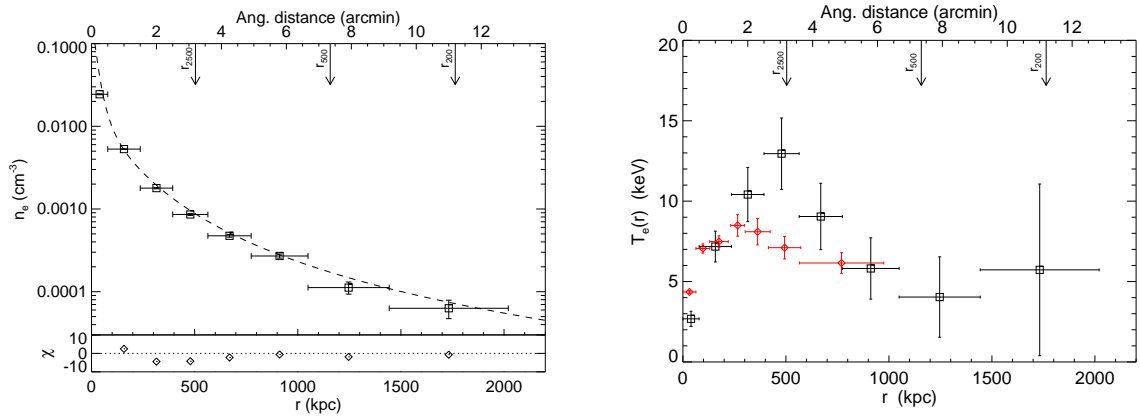 Ang. distance (arcmin)
0 2 4 6 8 10 12
r2500 r500 r200
0.1000
0.0100
0.0010
0.0001
n_e (cm^-3)
10
0
-10
χ
0 500 1000 1500 2000
r (kpc)
Ang. distance (arcmin)
0 2 4 6 8 10 12
r2500 r500 r200
20
15
10
5
0
T_e(r) (keV)
0 500 1000 1500 2000
r (kpc)